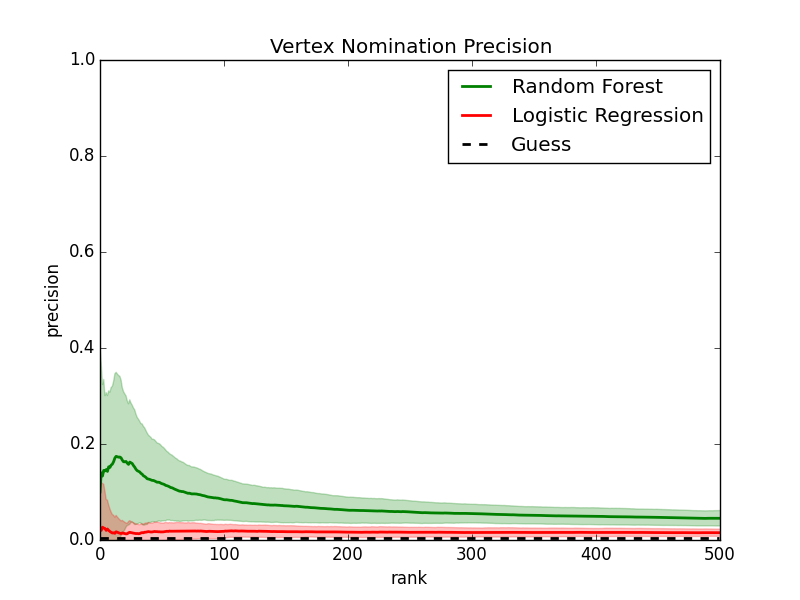 Vertex Nomination Precision
1.0
0.8
0.6
0.4
0.2
0.0
precision
Random Forest
Logistic Regression
Guess
0
100
200
300
400
500
rank